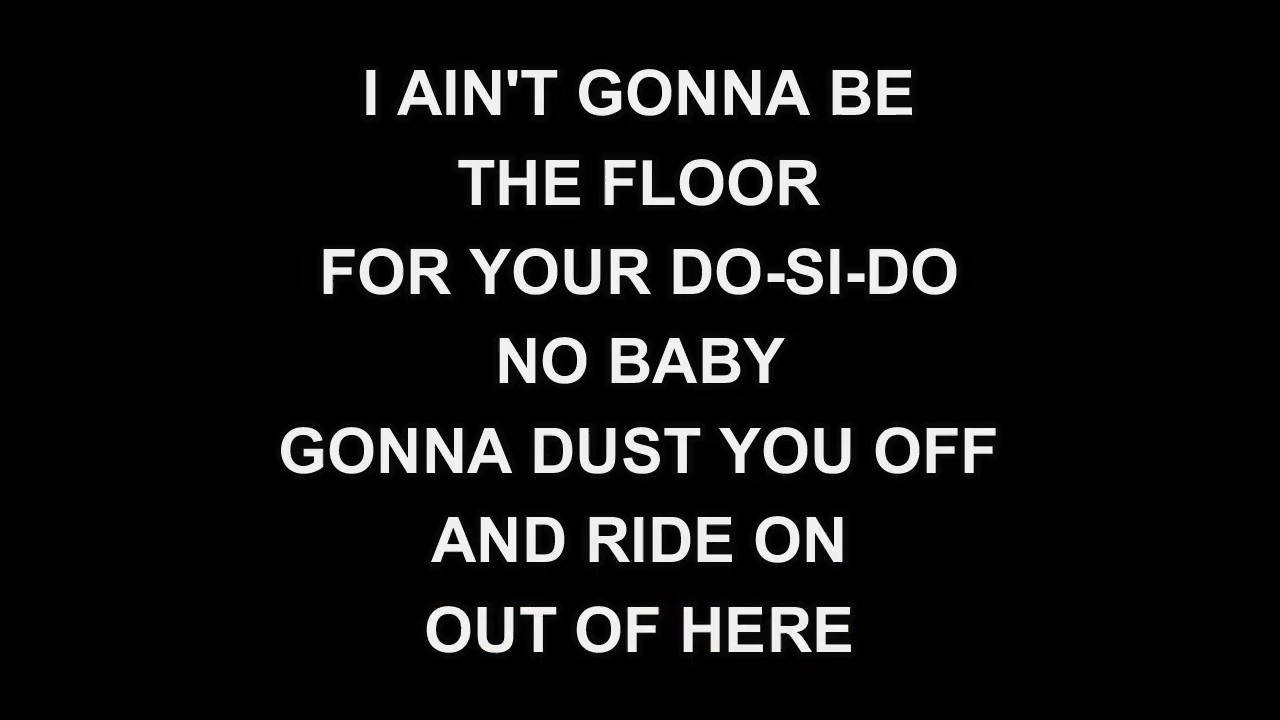 I AIN'T GONNA BE
THE FLOOR
FOR YOUR DO-SI-DO
NO BABY
GONNA DUST YOU OFF
AND RIDE ON
OUT OF HERE